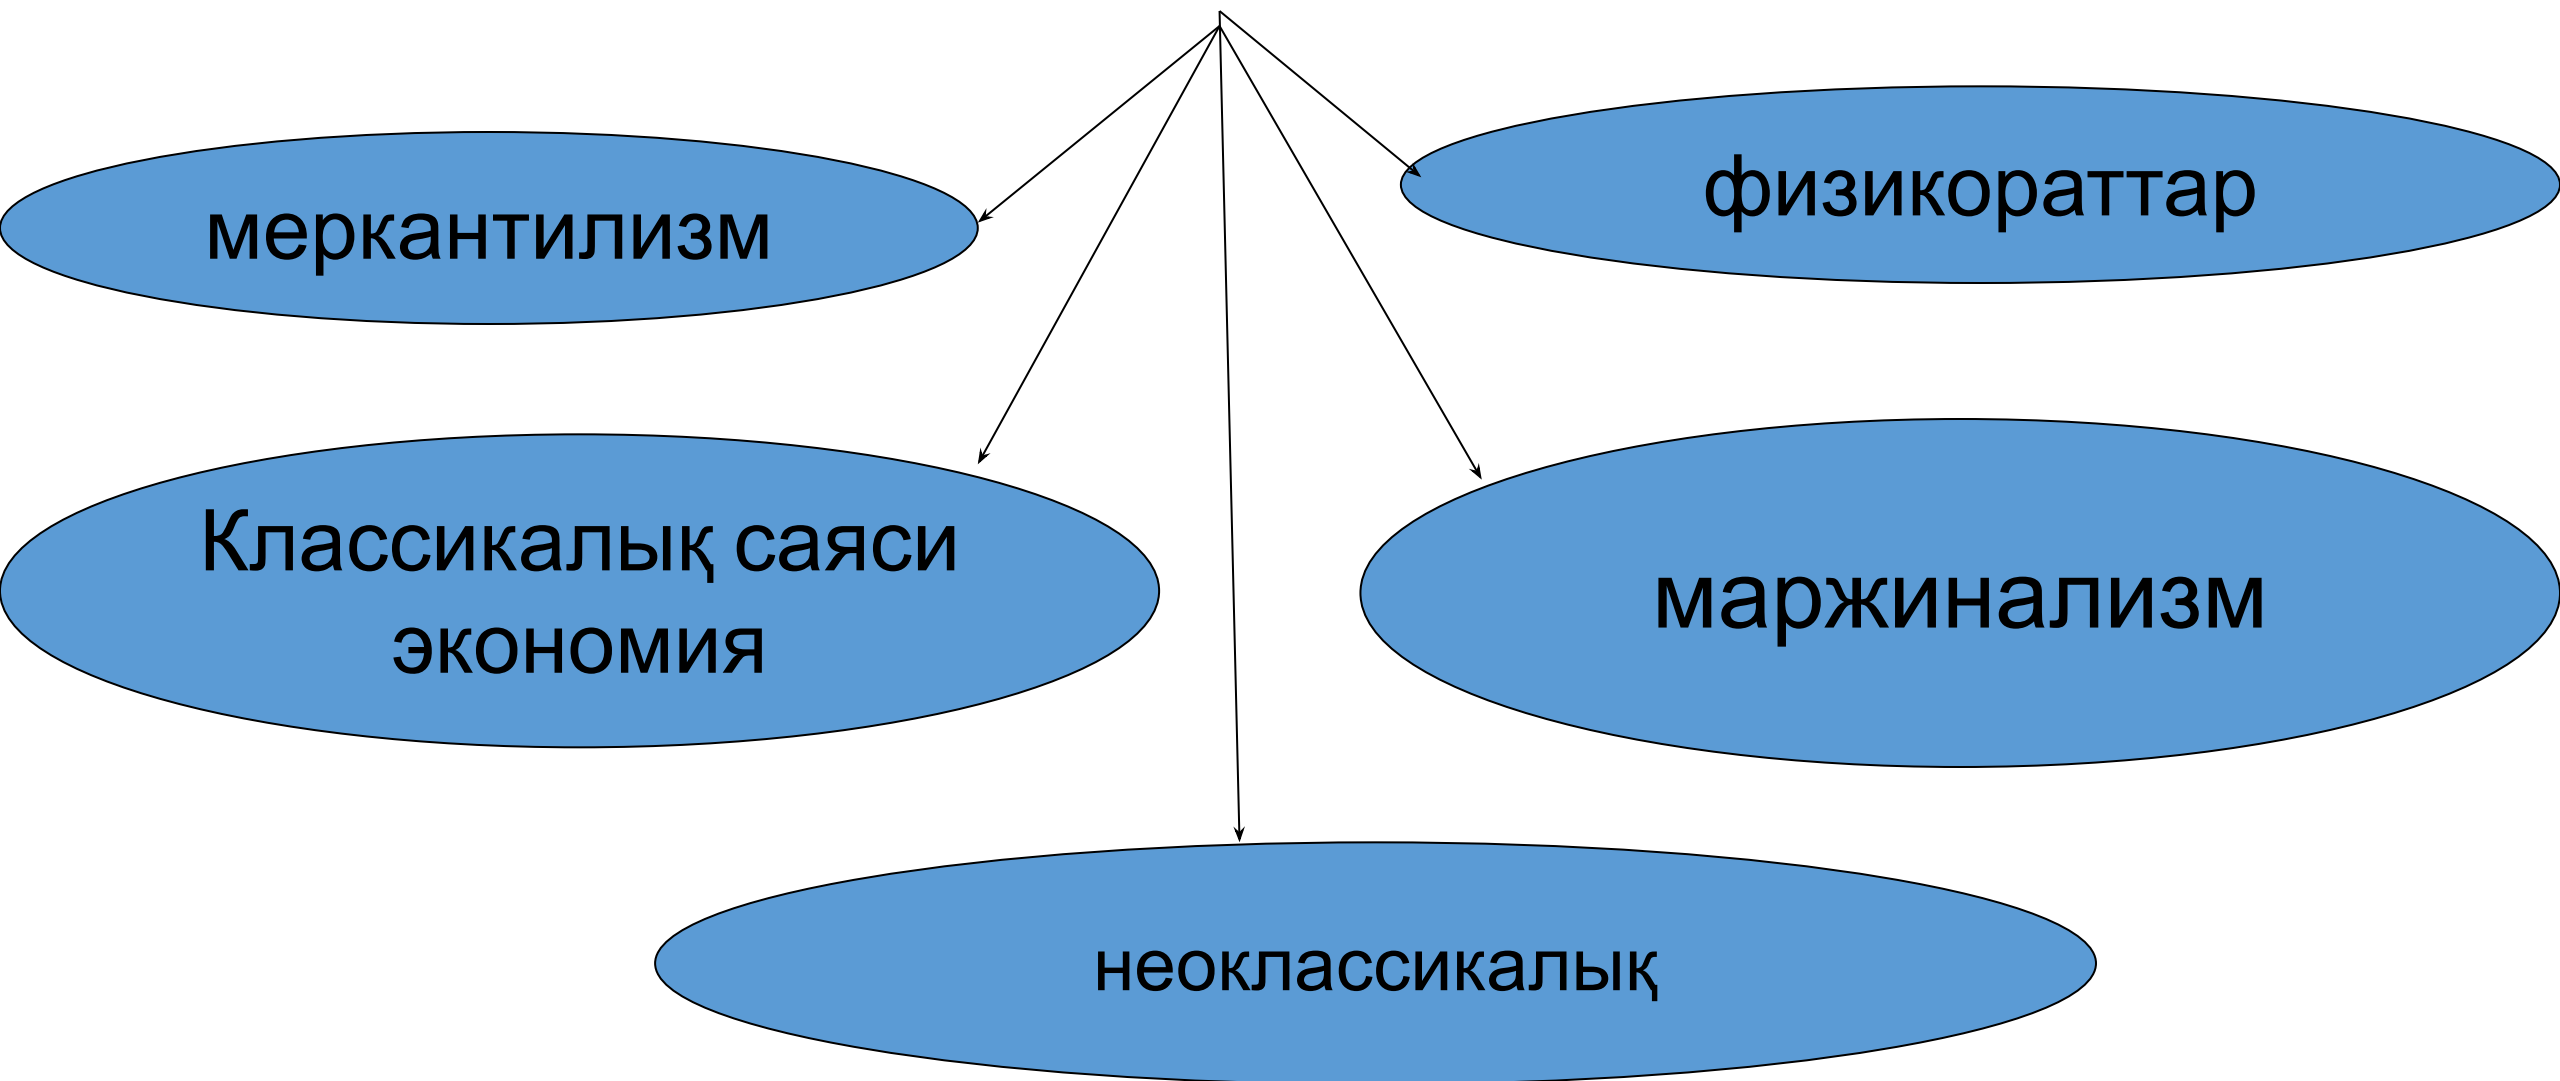 меркантилизм
физикораттар
Классикалық саяси
экономия
маржинализм
неоклассикалық